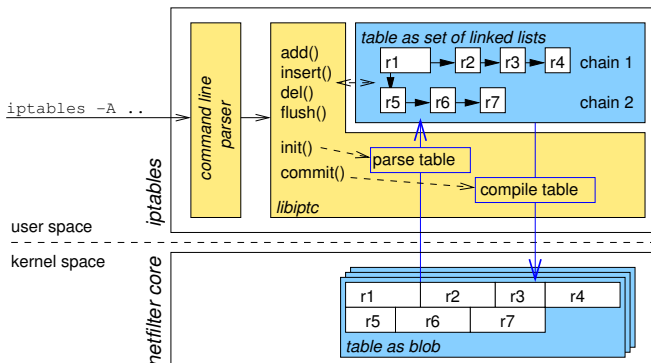 table as set of linked lists
add()
insert()
del()
flush()
r1 r2 r3 r4 chain 1
r5 r6 r7 chain 2
iptables -A ..
command line
parser
init()
parse table
commit()
compile table
libiptc
iptables
user space
kernel space
netfilter core
r1 r2 r3 r4
r5 r6 r7
table as blob